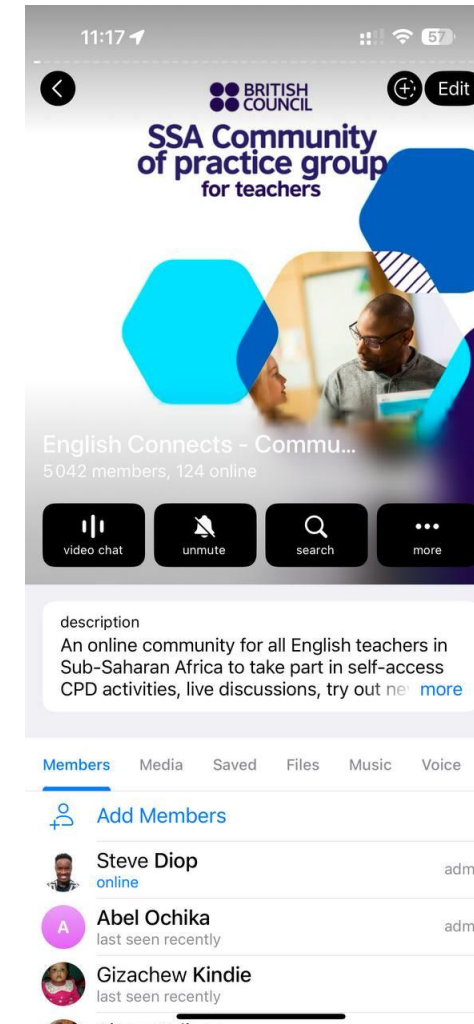 11:17
57
Edit
BRITISH
COUNCIL
SSA Community
of practice group
for teachers
English Connects - Commu...
5 042 members, 124 online
video chat
unmute
search
more
description
An online community for all English teachers in
Sub-Saharan Africa to take part in self-access
CPD activities, live discussions, try out ne more
Members Media Saved Files Music Voice
Add Members
Steve Diop
adm
online
A
Abel Ochika
adm
last seen recently
Gizachew Kindie
last seen recently